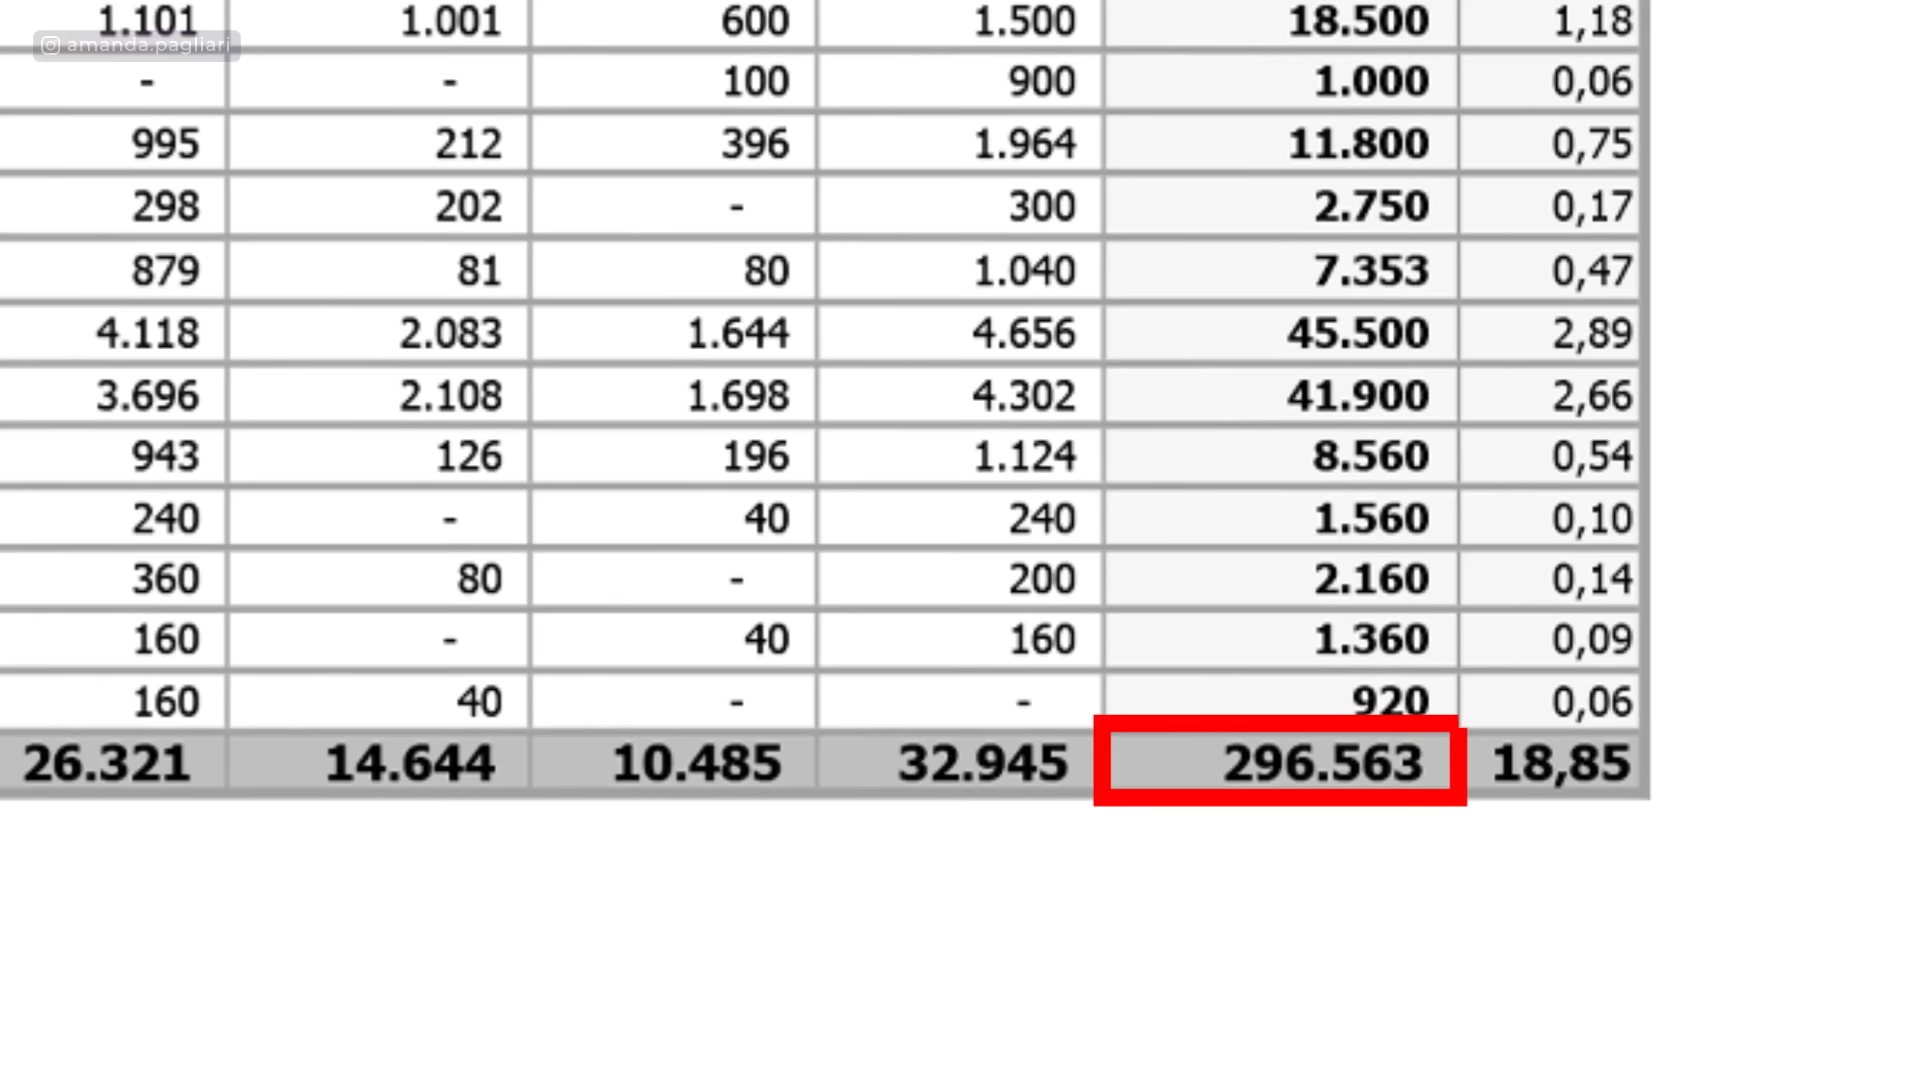 1.101 1.001 600 1.500 18.500 1,18
amanda.pagliari
- - 100 900 1.000 0,06
995 212 396 1.964 11.800 0,75
298 202 - 300 2.750 0,17
879 81 80 1.040 7.353 0,47
4.118 2.083 1.644 4.656 45.500 2,89
3.696 2.108 1.698 4.302 41.900 2,66
943 126 196 1.124 8.560 0,54
240 - 40 240 1.560 0,10
360 80 - 200 2.160 0,14
160 - 40 160 1.360 0,09
160 40 - - 920 0,06
26.321 14.644 10.485 32.945 296.563 18,85